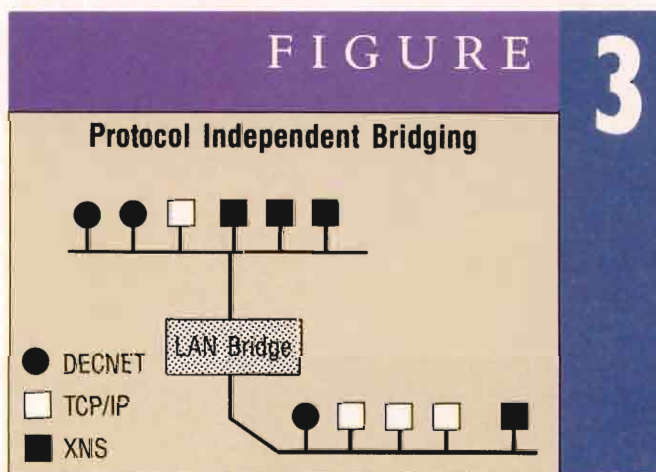 FIGURE 3
Protocol Independent Bridging
LAN Bridge
DECNET
TCP/IP
XNS